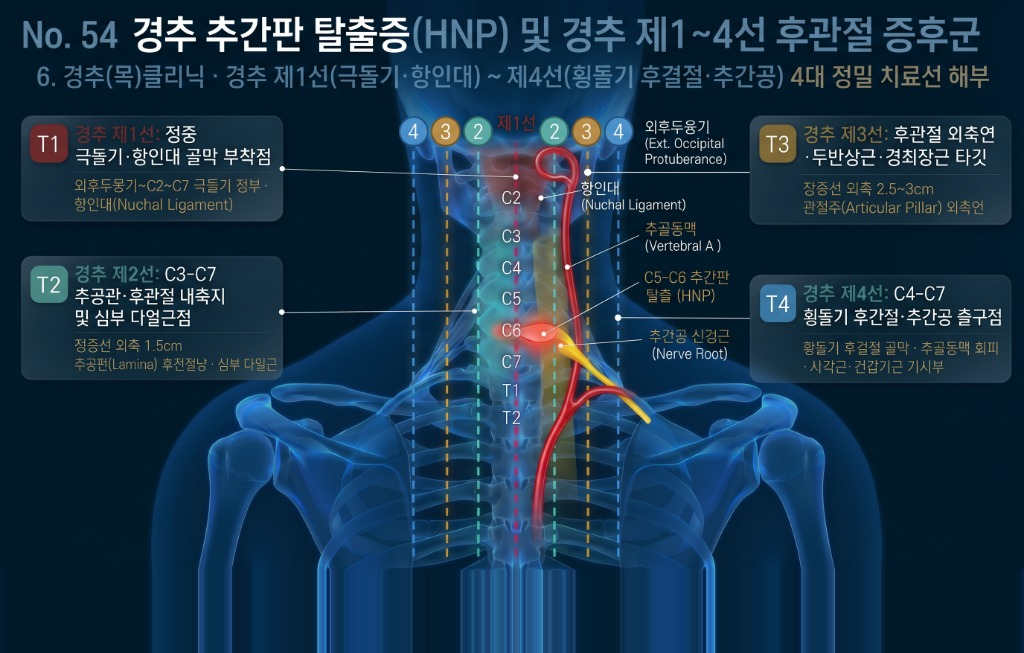 No. 54 경추 추간판 탈출증(HNP) 및 경추 제1~4선 후관절 증후군
6. 경추(목)클리닉 · 경추 제1선(극돌기·항인대) ~ 제4선(횡돌기 후결절·추간공) 4대 정밀 치료선 해부
T1
경추 제1선: 정중
극돌기·항인대 골막 부착점
외후두몽기~C2~C7 극돌기 정부·
항인대(Nuchal Ligament)
T2
경추 제2선: C3-C7
추공관·후관절 내축지
및 심부 다얼근점
정중선 외축 1.5cm
추공펀(Lamina) 후전절낭 · 심부 다일근
4 3 2 제1선 2 3 4
외후두융기
(Ext. Occipital
Protuberance)
항인대
(Nuchal Ligament)
추골동맥
(Vertebral A )
C5-C6 추간판
탈출 (HNP)
추간공 신경근
(Nerve Root)
C2
C3
C4
C5
C6
C7
T1
T2
T3
경추 제3선: 후관절 외축연
·두반상근·경최장근 타깃
장증선 외촉 2.5~3cm
관절주(Articular Pillar) 외촉언
T4
경추 제4선: C4-C7
횡돌기 후간절·추간공 출구점
황돌기 후걸절 골막 · 추골동맥 회피
· 시각근·건갑기근 기시부